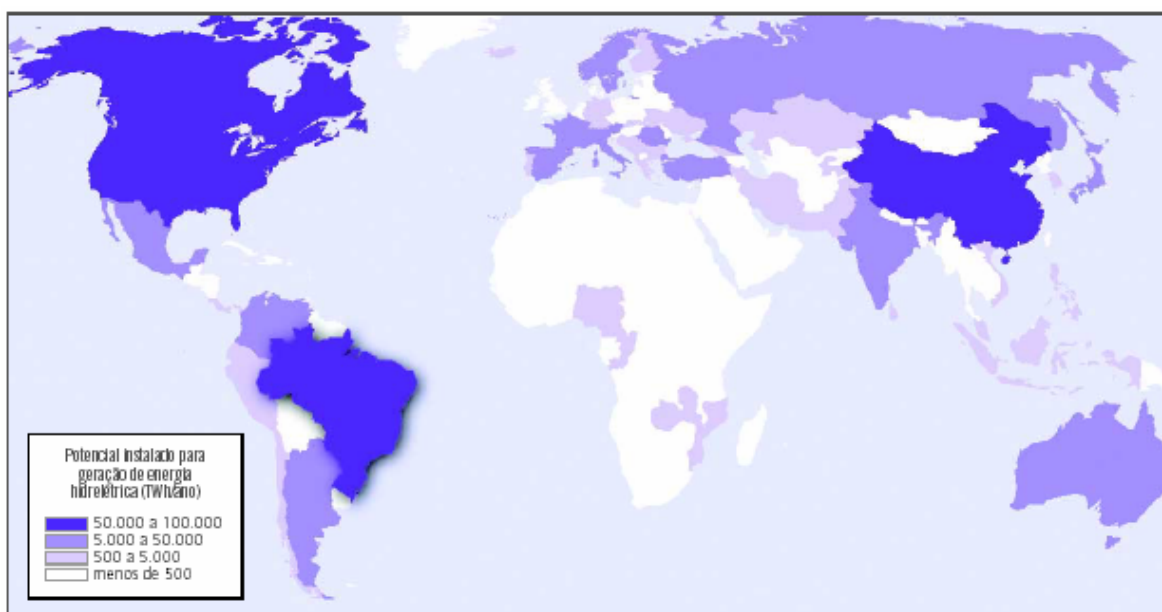 Potencial instalado para
geração de energia
hidrelétrica (TWh/ano)
50.000 a 100.000
5.000 a 50.000
500 a 5.000
menos de 500